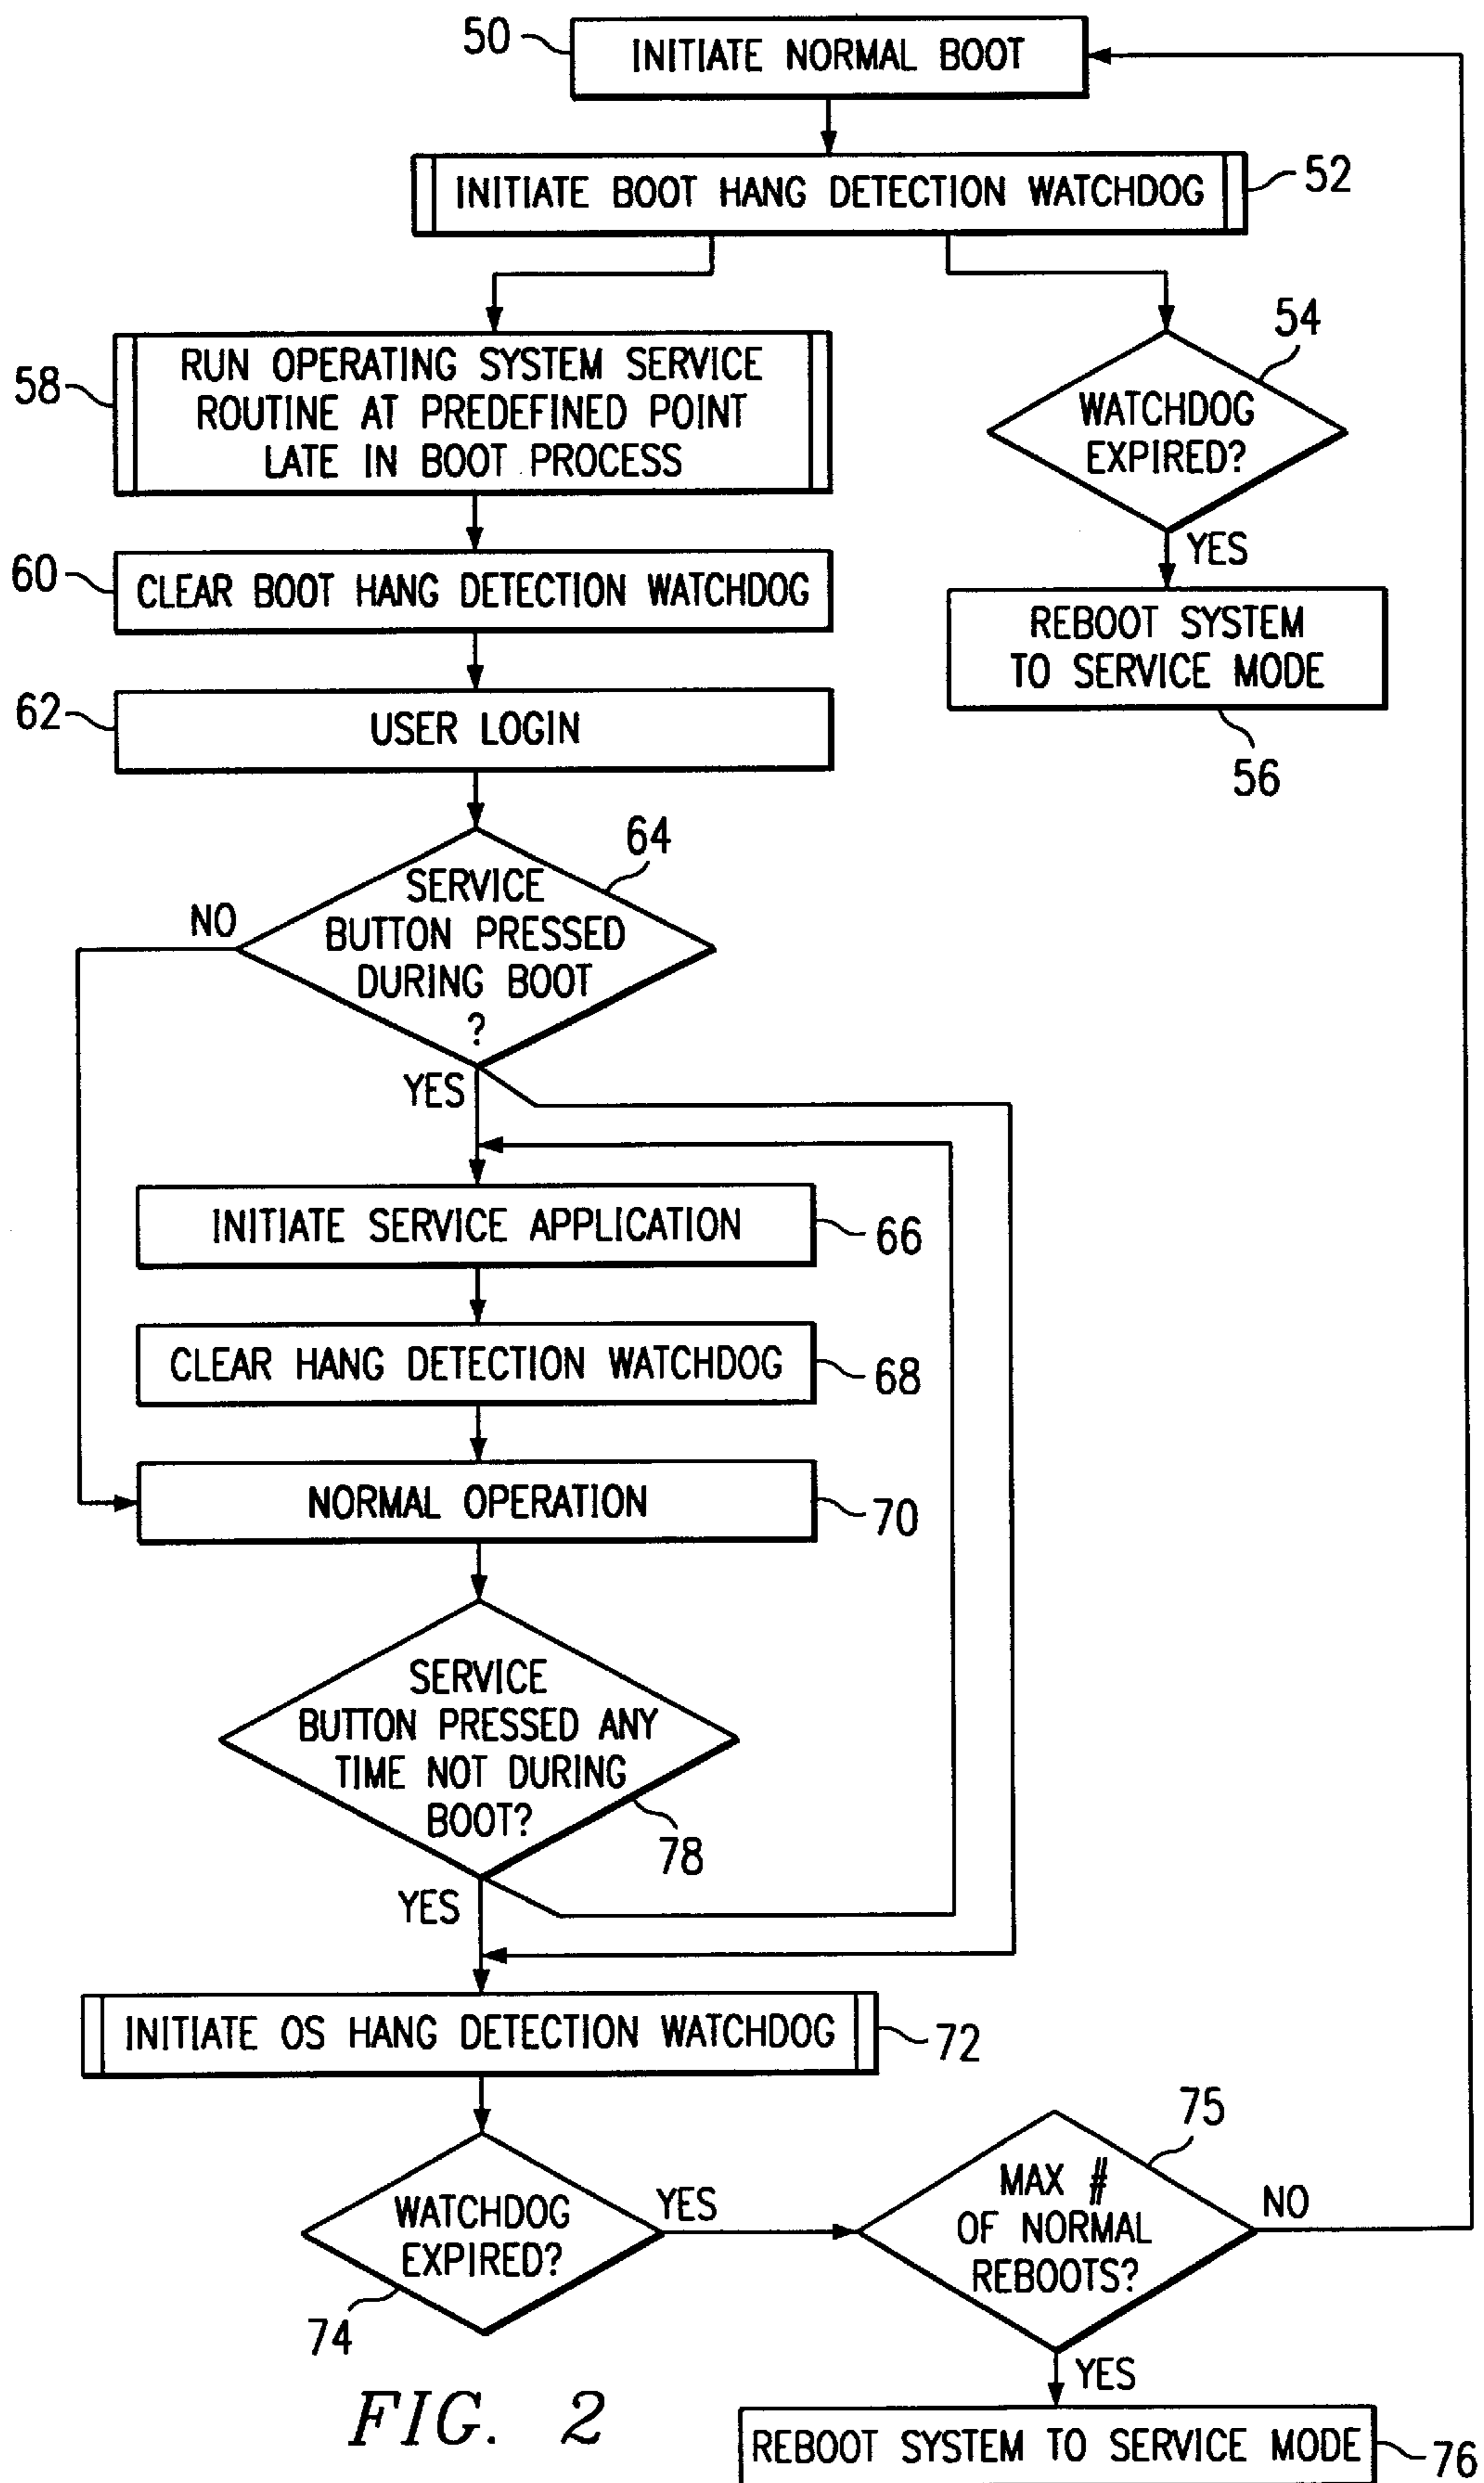 50
INITIATE NORMAL BOOT
INITIATE BOOT HANG DETECTION WATCHDOG
52
58
RUN OPERATING SYSTEM SERVICE
ROUTINE AT PREDEFINED POINT
LATE IN BOOT PROCESS
54
WATCHDOG
EXPIRED?
YES
REBOOT SYSTEM
TO SERVICE MODE
56
60
CLEAR BOOT HANG DETECTION WATCHDOG
62
USER LOGIN
64
SERVICE
BUTTON PRESSED
DURING BOOT
?
NO
YES
INITIATE SERVICE APPLICATION
66
CLEAR HANG DETECTION WATCHDOG
68
NORMAL OPERATION
70
SERVICE
BUTTON PRESSED ANY
TIME NOT DURING
BOOT?
78
YES
INITIATE OS HANG DETECTION WATCHDOG
72
WATCHDOG
EXPIRED?
74
YES
75
MAX #
OF NORMAL
REBOOTS?
NO
YES
REBOOT SYSTEM TO SERVICE MODE
76
FIG. 2